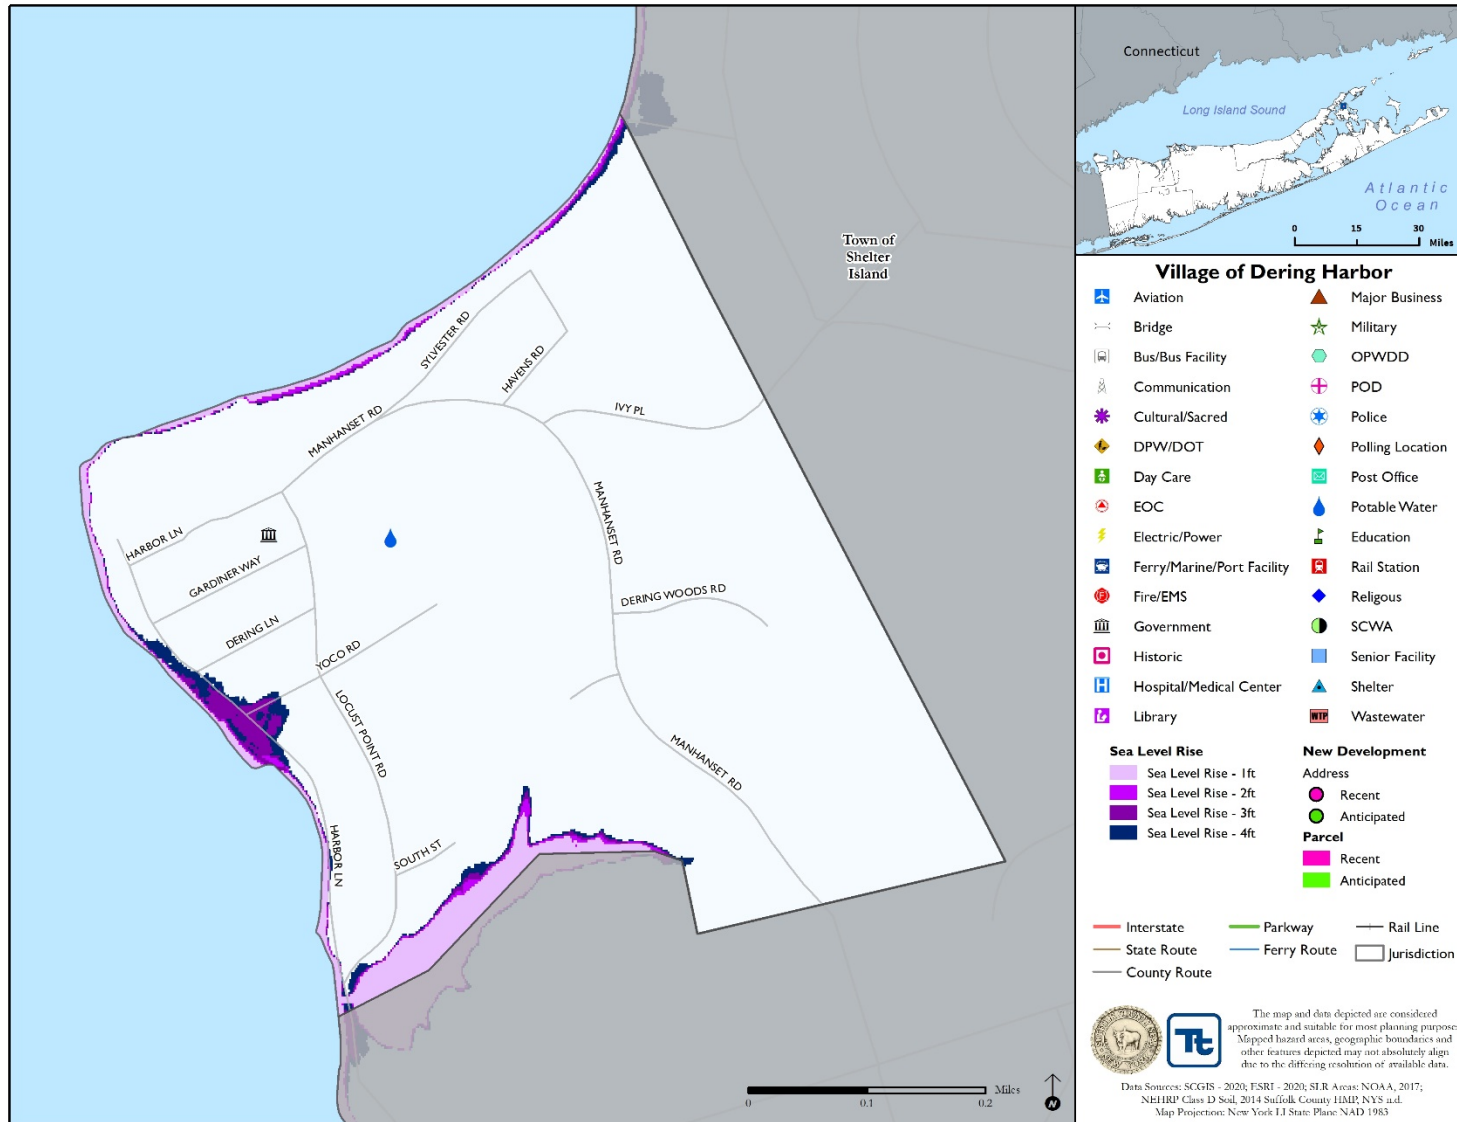 Connecticut
Long Island Sound
Atlantic
Ocean
0 15 30
Miles
Town of
Shelter
Island
SYLVESTER RD
HAVENS RD
IVY PL
MANHANSET RD
MANHANSET RD
HARBOR LN
GARDINER WAY
DERING LN
YOCO RD
DERING WOODS RD
LOCUST POINT RD
MANHANSET RD
HARBOR LN
SOUTH ST
Miles
0 0.2
N
Village of Dering Harbor
Aviation
Bridge
Bus/Bus Facility
Communication
Cultural/Sacred
DPW/DOT
Day Care
EOC
Electric/Power
Ferry/Marine/Port Facility
Fire/EMS
Government
Historic
Hospital/Medical Center
Library
Major Business
Military
OPWDD
POD
Police
Polling Location
Post Office
Potable Water
Education
Rail Station
Religous
SCWA
Senior Facility
Shelter
WTP Wastewater
Sea Level Rise
Sea Level Rise - 1ft
Sea Level Rise - 2ft
Sea Level Rise - 3ft
Sea Level Rise - 4ft
New Development
Address
Recent
Anticipated
Parcel
Recent
Anticipated
Interstate
State Route
County Route
Parkway
Ferry Route
Rail Line
Jurisdiction
Tt
The map and data depicted are considered
approximate and suitable for most planning purpose
Mapped hazard areas, geographic boundaries and
other features depicted may not absolutely align
due to the differing resolution of available data.
Data Sources: SCGIS - 2020; ESRI - 2020; SLR Areas: NOAA, 2017;
NEHRP Class D Soil, 2014 Suffolk County HMP, NYS n.d.
Map Projection: New York LI State Plane NAD 1983